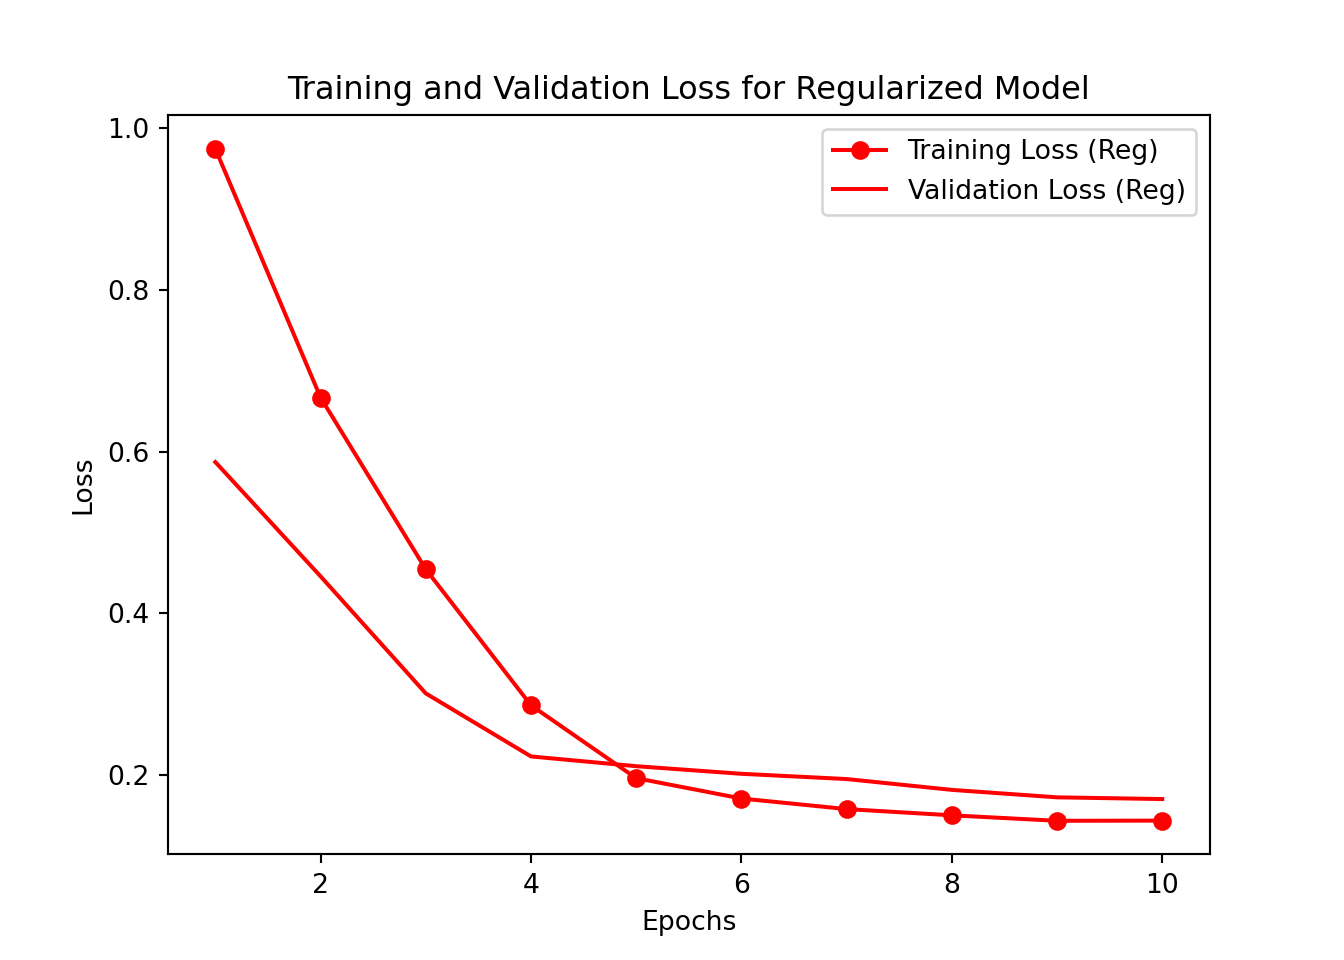 Training and Validation Loss for Regularized Model
Training Loss (Reg)
Validation Loss (Reg)
1.0
0.8
0.6
0.4
0.2
Loss
2 4 6 8 10
Epochs